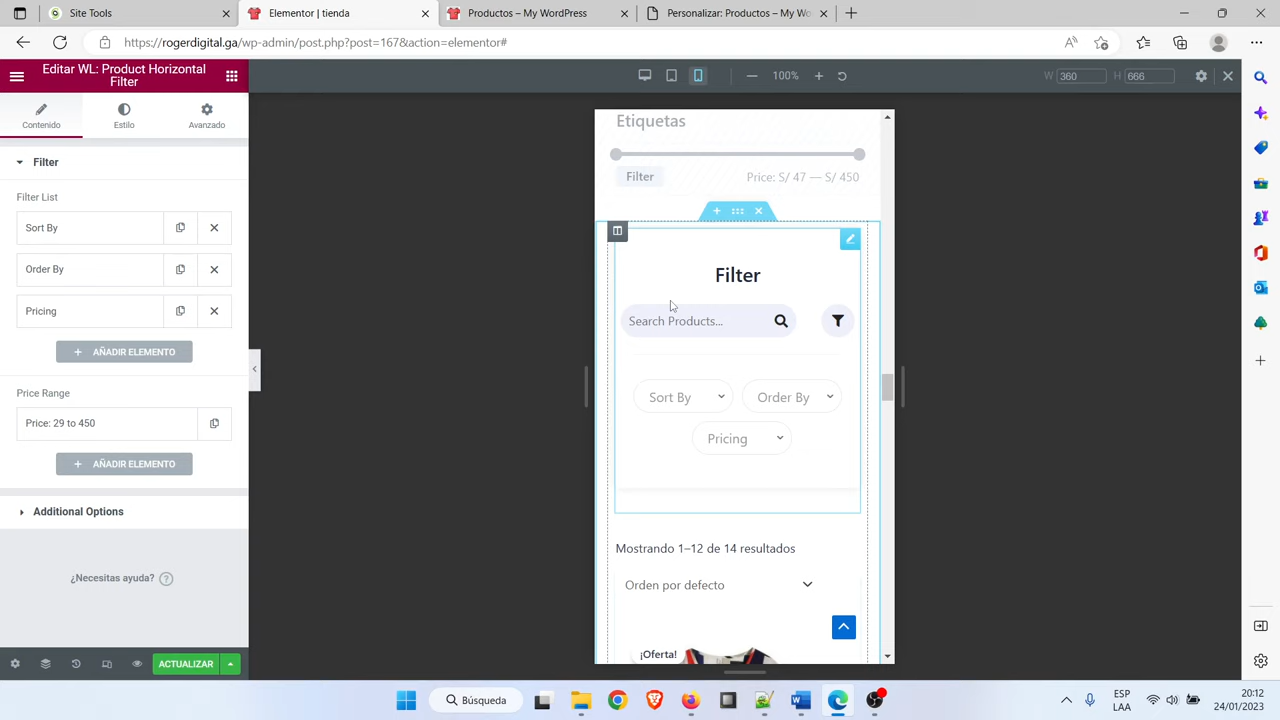 Site Tools
Elementor | tienda
Productos – My WordPress
Personalizar: Productos – My Wo
https://rogerdigital.ga/wp-admin/post.php?post=167&action=elementor#
Editar WL: Product Horizontal
Filter
100%
W 360
H 666
Contenido
Estilo
Avanzado
Filter
Filter List
Sort By
Order By
Pricing
+ AÑADIR ELEMENTO
Price Range
Price: 29 to 450
+ AÑADIR ELEMENTO
Additional Options
¿Necesitas ayuda? ?
ACTUALIZAR
Etiquetas
Filter
Price: S/ 47 — S/ 450
Filter
Search Products...
Sort By
Order By
Pricing
Mostrando 1–12 de 14 resultados
Orden por defecto
¡Oferta!
Búsqueda
ESP
LAA
20:12
24/01/2023